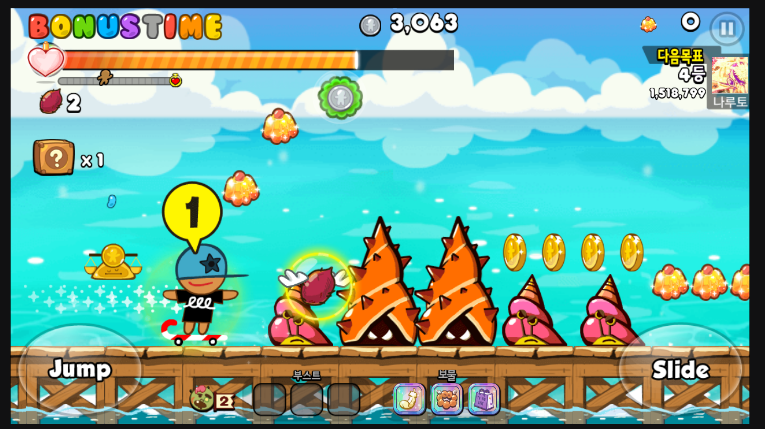 BONUSTIME
3,063
0
다음목표
4등
1,518,799
나루토
2
?
x 1
1
Jump
Slide
부스트
보물
2